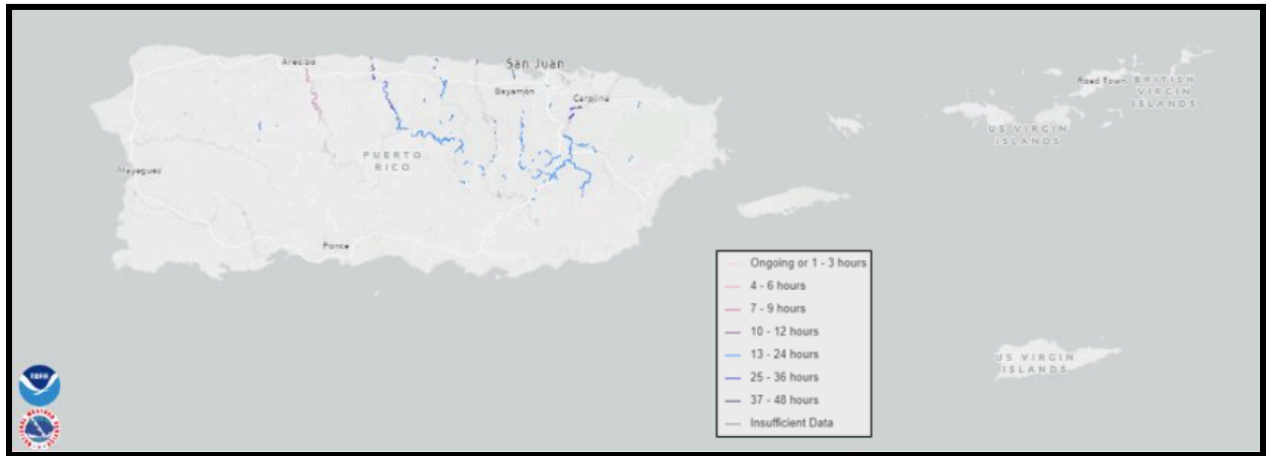 Arecibo
San Juan
Bayamón
Carolina
Road Town
BRITISH
VIRGIN
ISLANDS
US VIRGIN
ISLANDS
PUERTO
RICO
Mayaguez
Ponce
Ongoing or 1 - 3 hours
4 - 6 hours
7 - 9 hours
10 - 12 hours
13 - 24 hours
25 - 36 hours
37 - 48 hours
Insufficient Data
US VIRGIN
ISLANDS